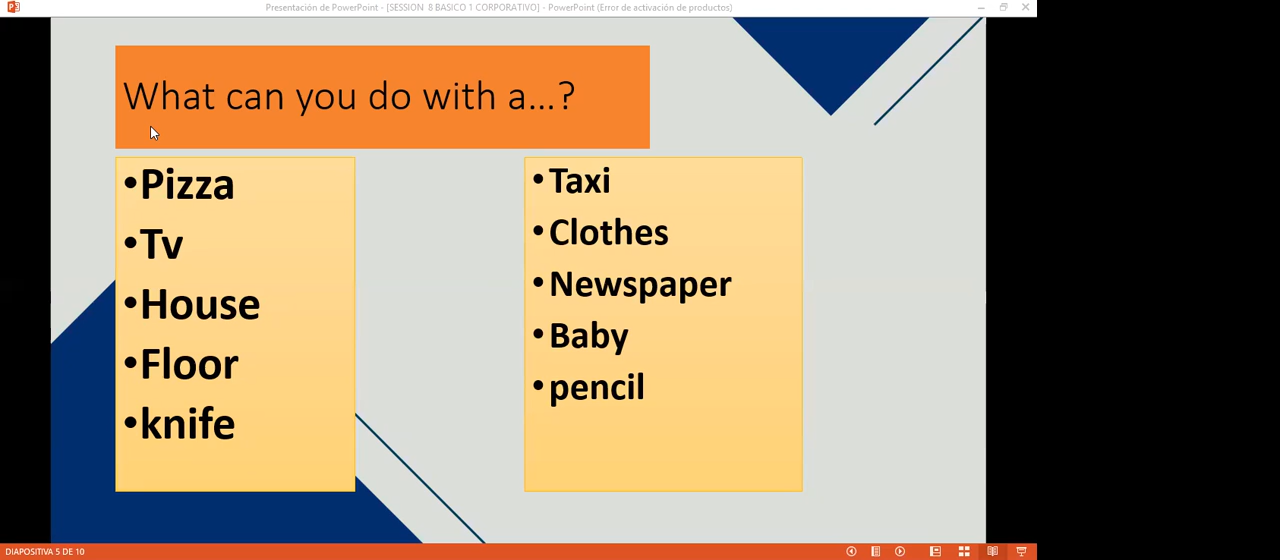 Presentación de PowerPoint - [SESSION 8 BASICO 1 CORPORATIVO] - PowerPoint (Error de activación de productos)
What can you do with a...?
•Pizza
•Tv
•House
•Floor
•knife
•Taxi
•Clothes
•Newspaper
•Baby
•pencil
DIAPOSITIVA 5 DE 10